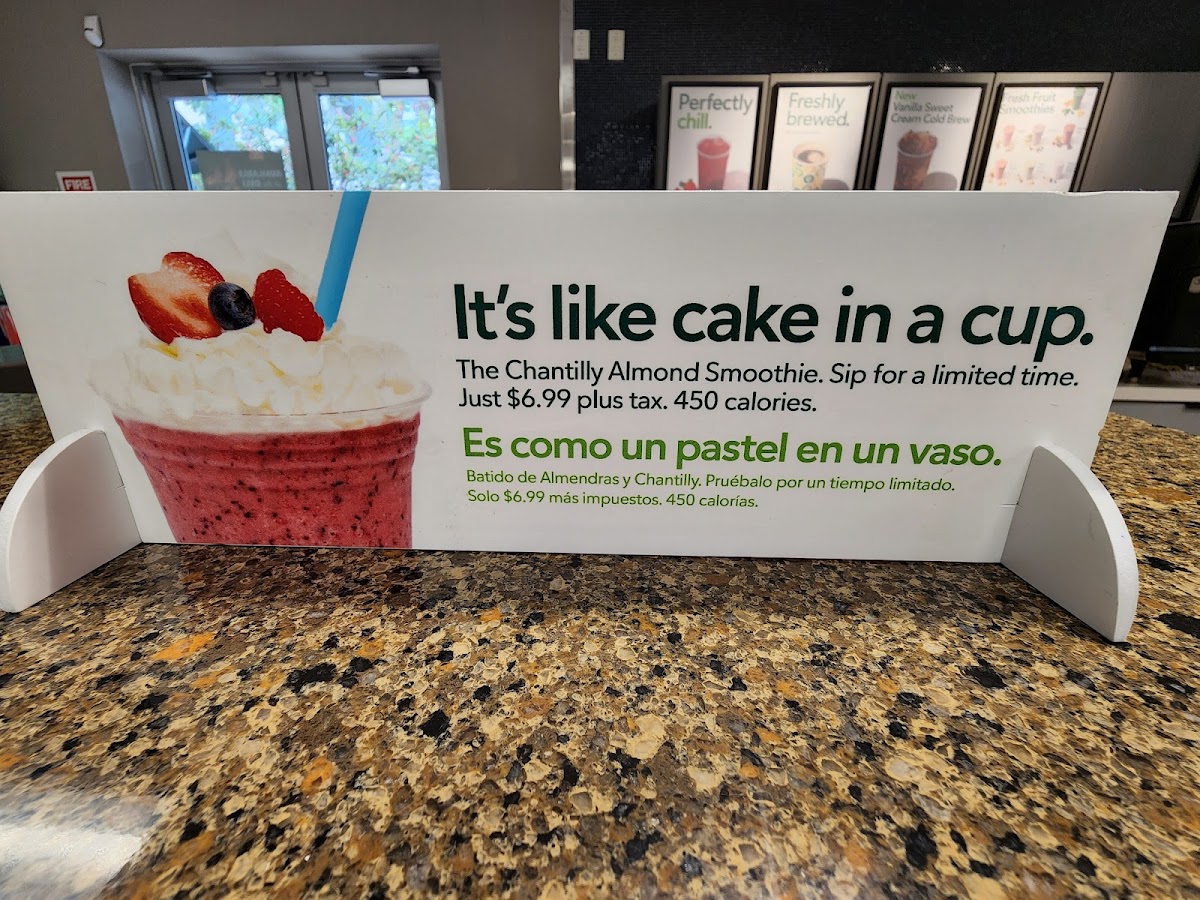 Perfectly
chill.
Freshly
brewed.
New
Vanilla Sweet
Cream Cold Brew
Fresh Fruit
Smoothies
FIRE
It's like cake in a cup.
The Chantilly Almond Smoothie. Sip for a limited time.
Just $6.99 plus tax. 450 calories.
Es como un pastel en un vaso.
Batido de Almendras y Chantilly. Pruébalo por un tiempo limitado.
Solo $6.99 más impuestos. 450 calorías.